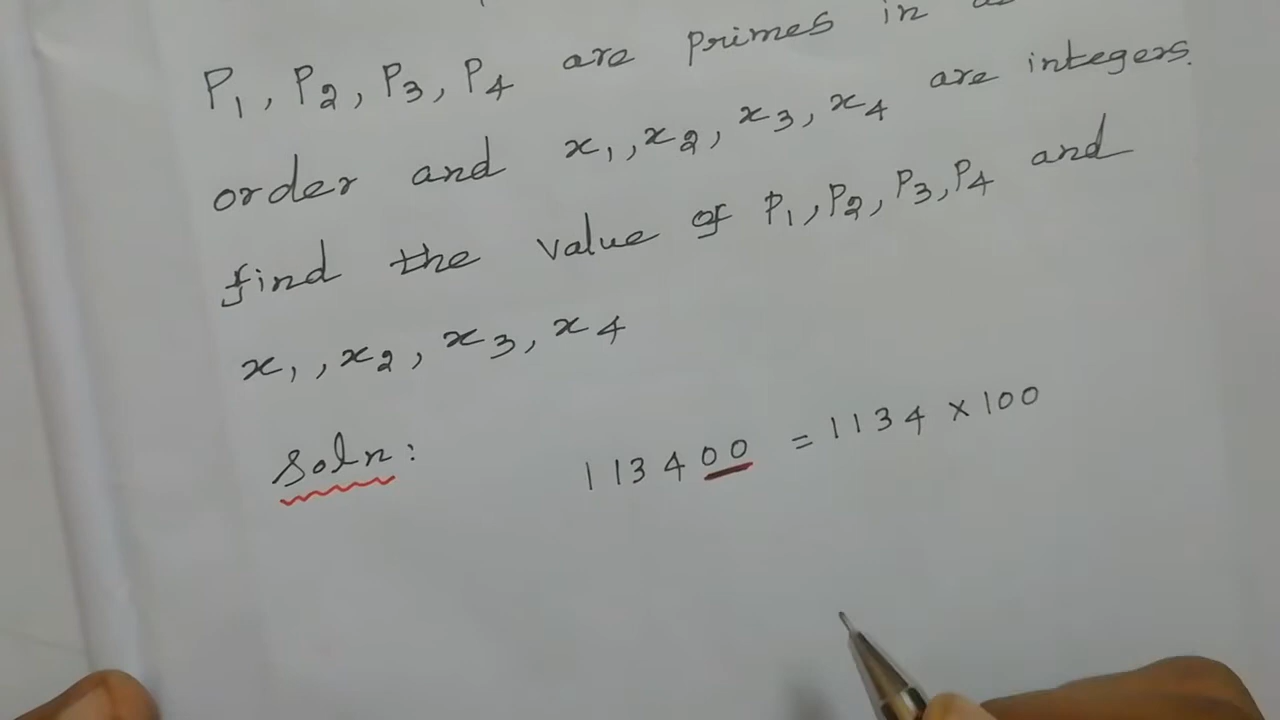 P1, P2, P3, P4 are primes in
order and x1, x2, x3, x4 are integers.
find the value of P1, P2, P3, P4 and
x1, x2, x3, x4
Soln: 113400 = 1134 × 100